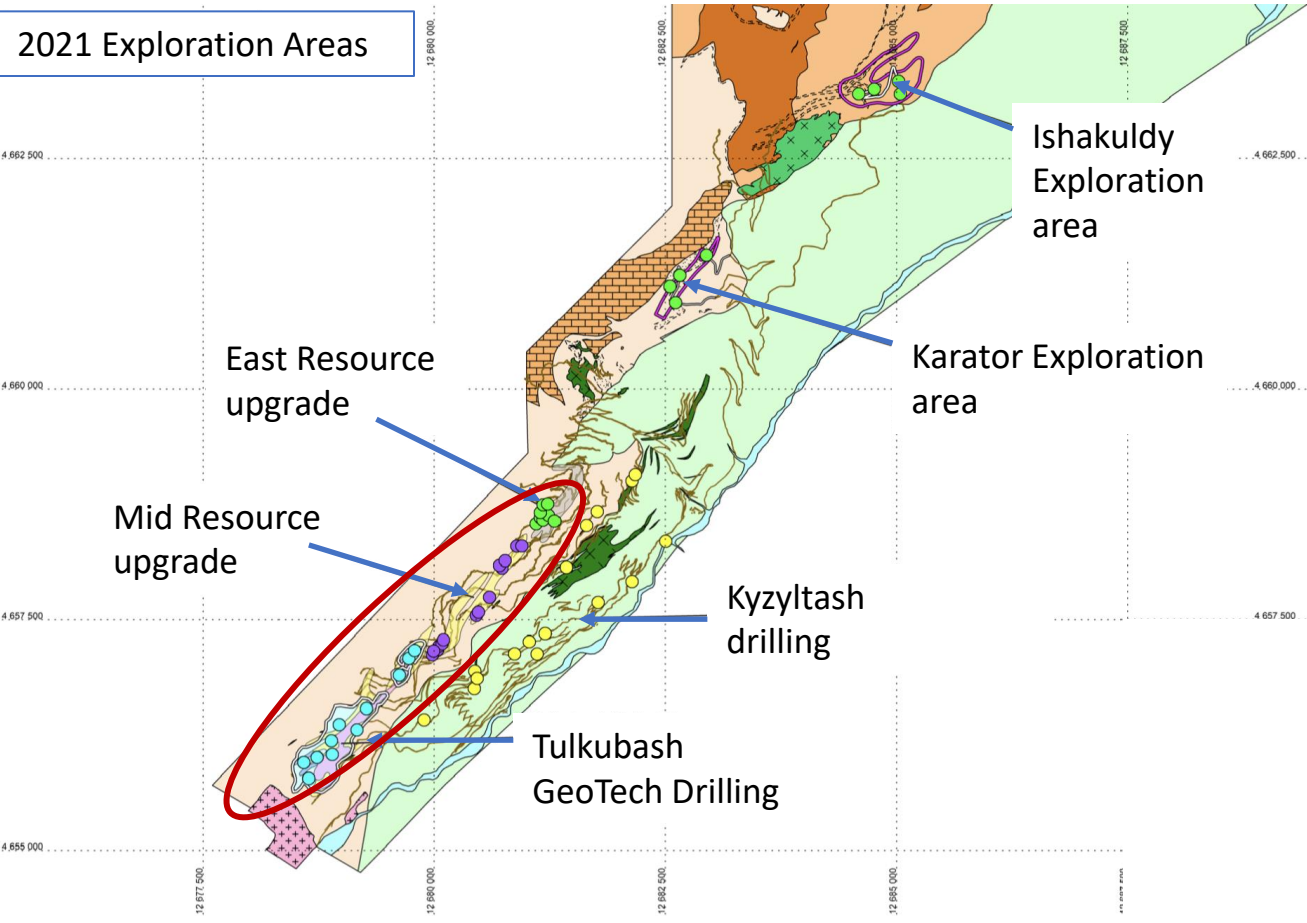 2021 Exploration Areas
12 680 000
12 682 500
12 685 000
12 687 500
Ishakuldy
Exploration
area
4 662 500
4 662 500
East Resource
upgrade
Karator Exploration
area
4 660 000
4 660 000
Mid Resource
upgrade
Kyzyltash
drilling
4 657 500
4 657 500
Tulkubash
GeoTech Drilling
4 655 000
12 677 500
12 680 000
12 682 500
12 685 000